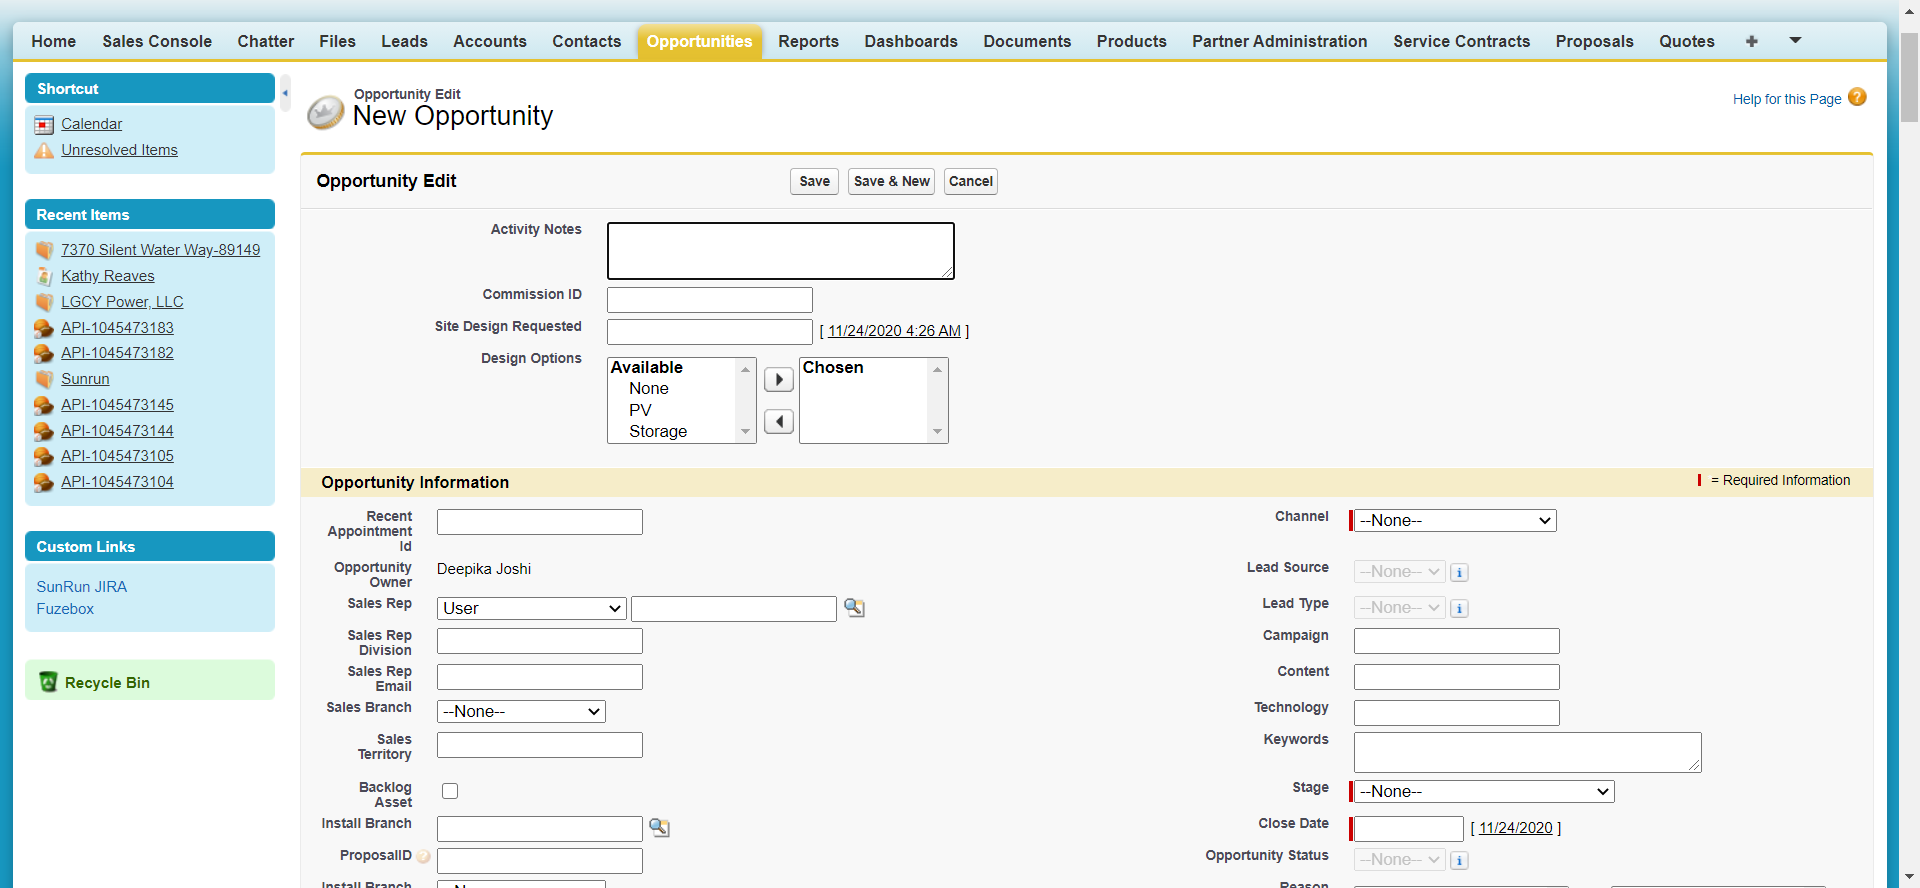 Home Sales Console Chatter Files Leads Accounts Contacts Opportunities Reports Dashboards Documents Products Partner Administration Service Contracts Proposals Quotes
Shortcut
Calendar
Unresolved Items
Recent Items
7370 Silent Water Way-89149
Kathy Reaves
LGCY Power, LLC
API-1045473183
API-1045473182
Sunrun
API-1045473145
API-1045473144
API-1045473105
API-1045473104
Custom Links
SunRun JIRA
Fuzebox
Recycle Bin
Opportunity Edit
New Opportunity
Help for this Page ?
Opportunity Edit Save Save & New Cancel
Activity Notes
Commission ID
Site Design Requested [ 11/24/2020 4:26 AM ]
Design Options
Available
None
PV
Storage
Chosen
Opportunity Information
= Required Information
Recent
Appointment
Id
Opportunity
Owner
Deepika Joshi
Sales Rep User
Sales Rep
Division
Sales Rep
Email
Sales Branch --None--
Sales
Territory
Backlog
Asset
Install Branch
ProposalID ?
Install Branch
Channel --None--
Lead Source --None-- i
Lead Type --None-- i
Campaign
Content
Technology
Keywords
Stage --None--
Close Date [ 11/24/2020 ]
Opportunity Status --None-- i
Reason